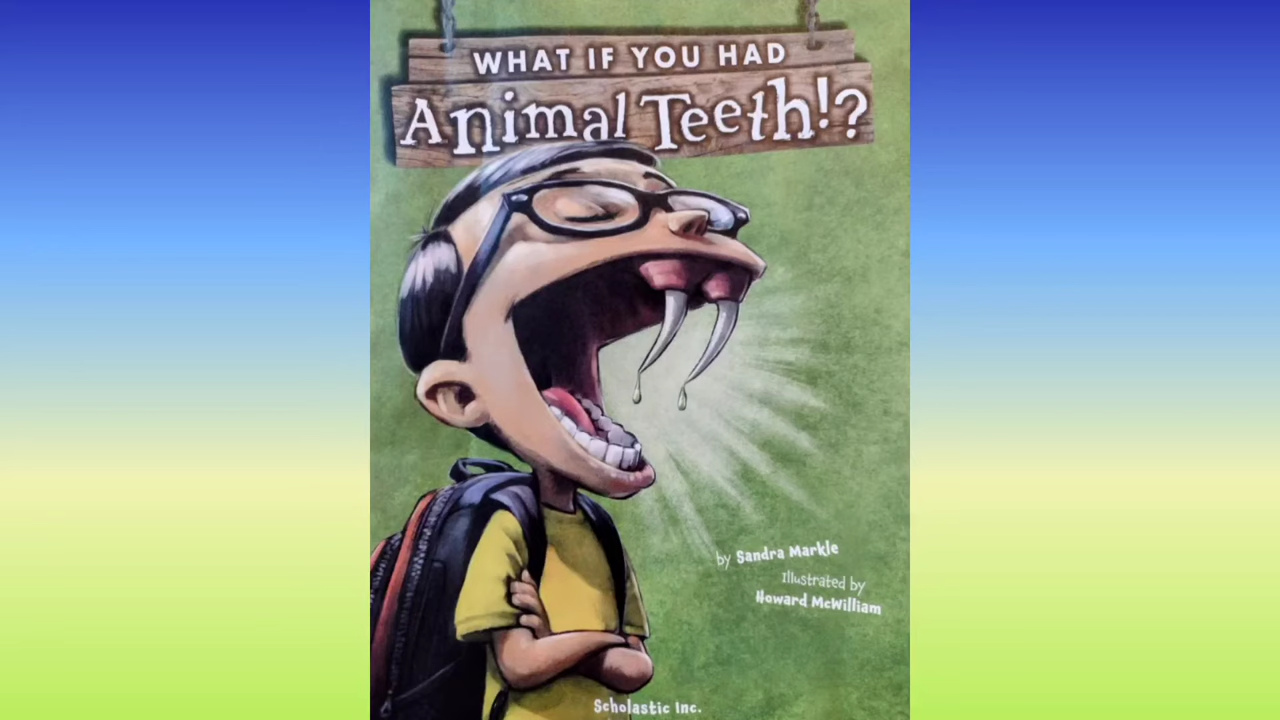 WHAT IF YOU HAD
Animal Teeth!?
by Sandra Markle
Illustrated by
Howard McWilliam
Scholastic Inc.